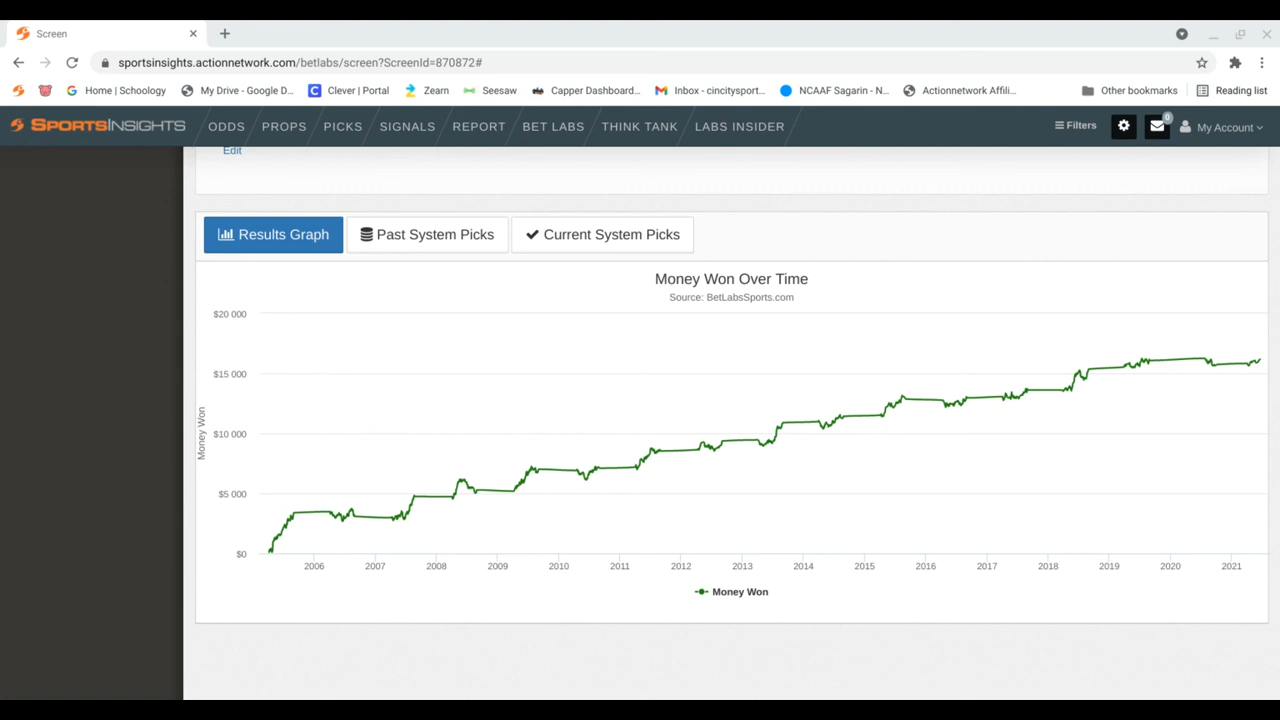 Screen
sportsinsights.actionnetwork.com/betlabs/screen?ScreenId=870872#
Home | Schoology My Drive - Google D... Clever | Portal Zearn Seesaw Capper Dashboard... Inbox - cincitysport... NCAAF Sagarin - N... Actionnetwork Affili... Other bookmarks Reading list
SPORTSINSIGHTS ODDS PROPS PICKS SIGNALS REPORT BET LABS THINK TANK LABS INSIDER Filters 0 My Account
Edit
Results Graph Past System Picks Current System Picks
Money Won Over Time
Source: BetLabsSports.com
$20 000
$15 000
$10 000
$5 000
$0
Money Won
2006 2007 2008 2009 2010 2011 2012 2013 2014 2015 2016 2017 2018 2019 2020 2021
Money Won